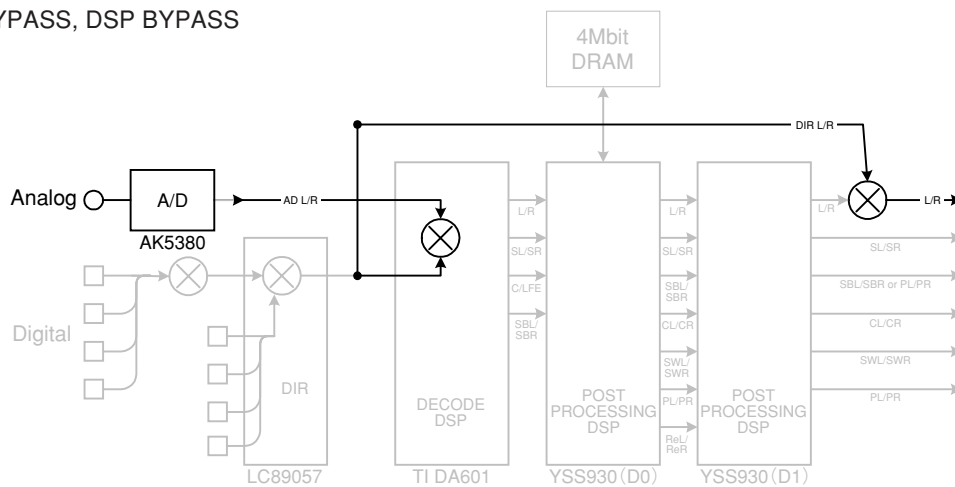 YPASS, DSP BYPASS
4Mbit
DRAM
DIR L/R
Analog
A/D
AD L/R
L/R
L/R
L/R
L/R
AK5380
SL/SR
SL/SR
SL/SR
C/LFE
SBL/
SBR
SBL/SBR or PL/PR
Digital
SBL/
SBR
CL/CR
CL/CR
SWL/
SWR
SWL/SWR
DIR
DECODE
DSP
POST
PROCESSING
DSP
PL/PR
POST
PROCESSING
DSP
PL/PR
ReL/
ReR
LC89057
TI DA601
YSS930(D0)
YSS930(D1)